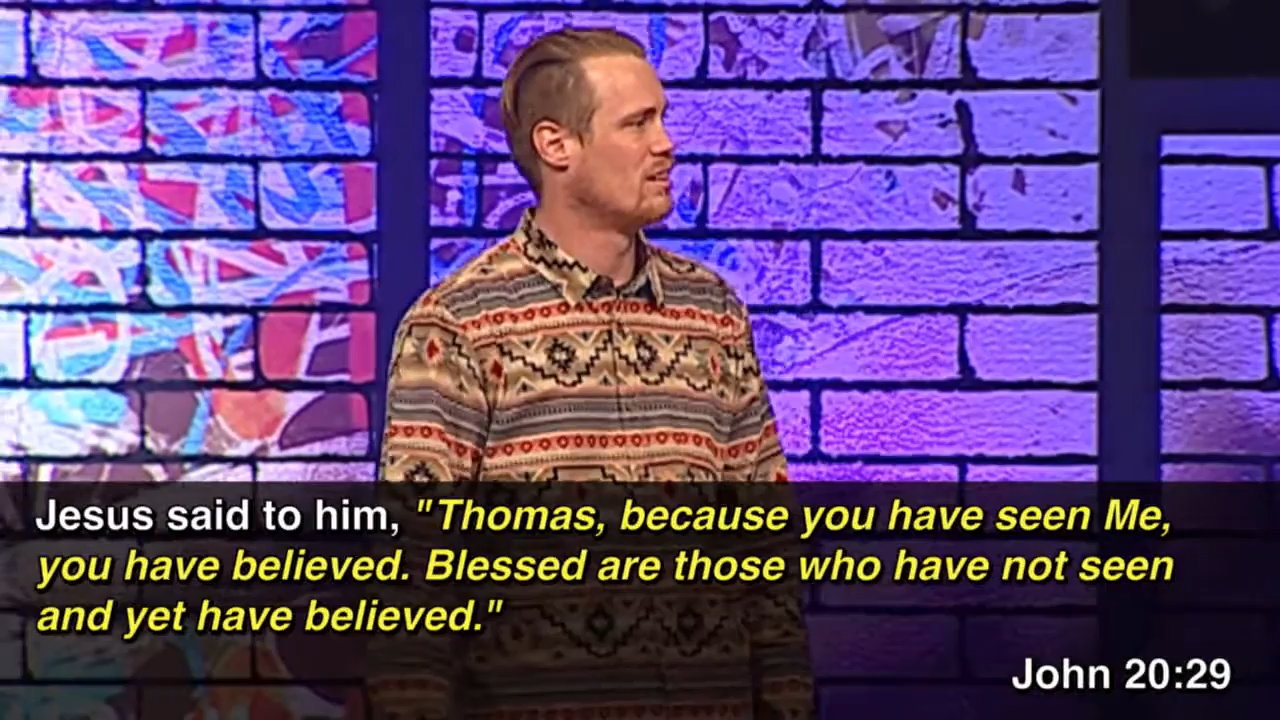 Jesus said to him, "Thomas, because you have seen Me,
you have believed. Blessed are those who have not seen
and yet have believed."
John 20:29